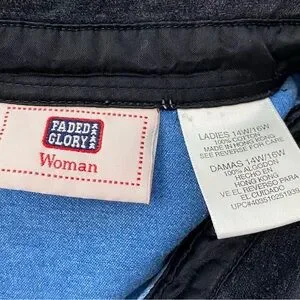 FADED
GLORY
Woman
LADIES 14W/16W
100% COTTON
MADE IN HONG KONG
SEE REVERSE FOR CARE
DAMAS 14W/16W
100% ALGODON
HECHO EN
HONG KONG
VE EL REVERSO PARA
EL CUIDADO